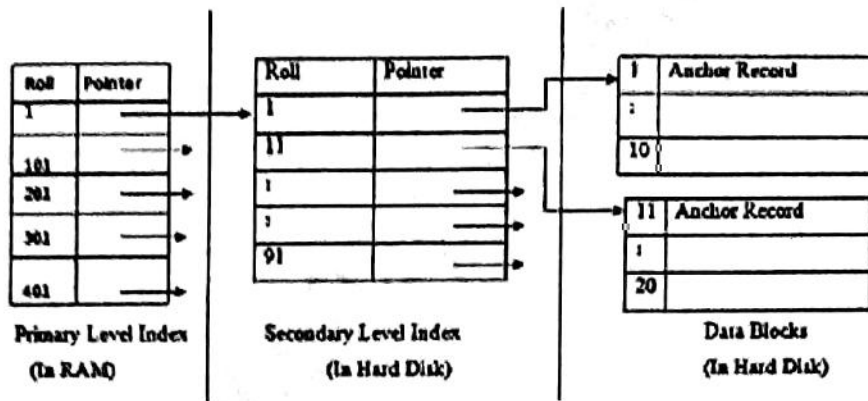 Roll Pointer
1
101
201
301
401
Primary Level Index
(In RAM)
Roll Pointer
1
11
:
:
91
Secondary Level Index
(In Hard Disk)
1 Anchor Record
:
10
11 Anchor Record
:
20
Data Blocks
(In Hard Disk)